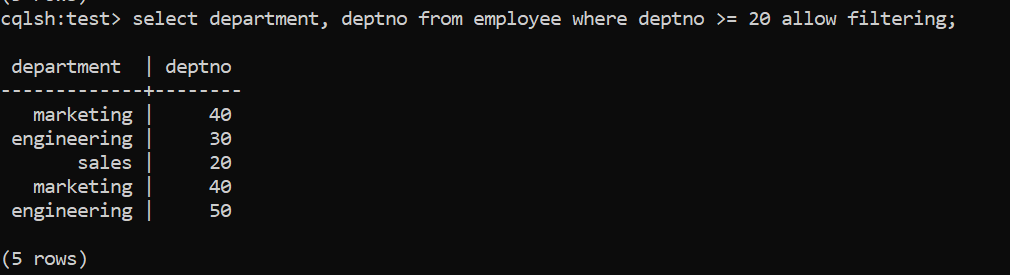 cqlsh:test> select department, deptno from employee where deptno >= 20 allow filtering;
department | deptno
-------------+--------
marketing | 40
engineering | 30
sales | 20
marketing | 40
engineering | 50
(5 rows)